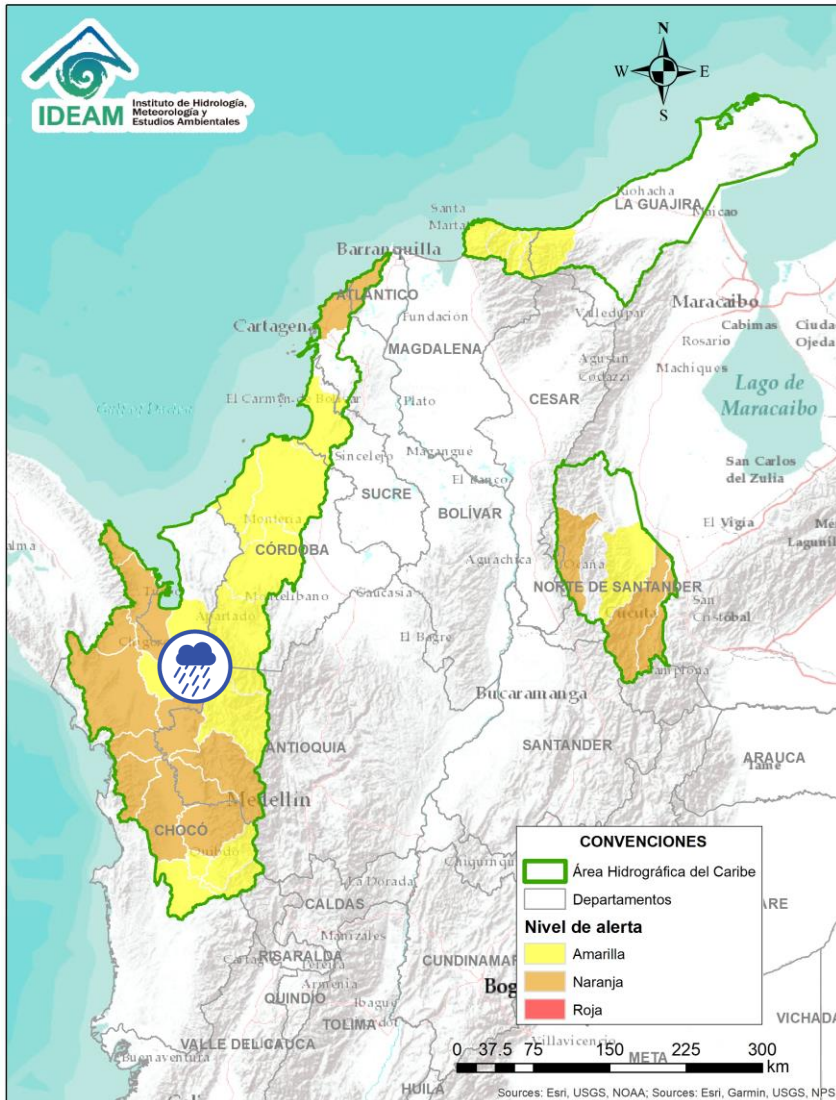 IDEAM
Instituto de Hidrología,
Meteorología y
Estudios Ambientales
N
W
E
S
Riohacha
LA GUAJIRA
Maicao
Santa
Marta
Barranquilla
ATLÁNTICO
Cartagena
Fundación
Valledupar
Maracaibo
Cabimas
Ciudad
Ojeda
Rosario
MAGDALENA
Machiques
Agustín
Codazzi
CESAR
Lago de
Maracaibo
El Carmen de Bolívar
Plato
Sincelejo
Magangué
San Carlos
del Zulia
El Banco
SUCRE
BOLÍVAR
Montería
CÓRDOBA
El Vigía
Aguachica
Ocaña
NORTE DE SANTANDER
Montelíbano
Caucasia
Apartadó
Cúcuta
San
Cristóbal
El Bagre
Pamplona
Bucaramanga
SANTANDER
ANTIOQUIA
ARAUCA
Tame
Medellín
CHOCÓ
Quibdó
La Dorada
CALDAS
Manizales
RISARALDA
Pereira
Armenia
QUINDÍO
Ibagué
TOLIMA
VALLE DEL CAUCA
Buenaventura
HUILA
Villavicencio
META
VICHADA
CONVENCIONES
Área Hidrográfica del Caribe
Departamentos
Nivel de alerta
Amarilla
Naranja
Roja
0 37.5 75 150 225 300
km
Sources: Esri, USGS, NOAA; Sources: Esri, Garmin, USGS, NPS